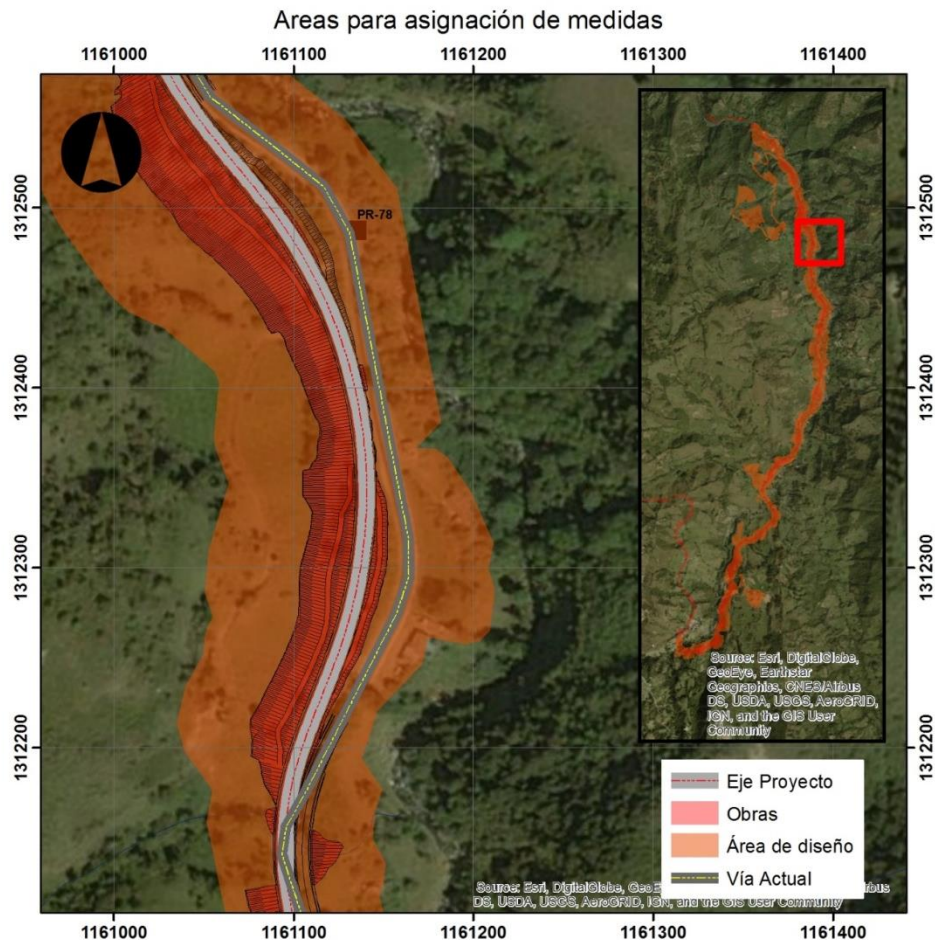 Areas para asignación de medidas
1161000 1161100 1161200 1161300 1161400
1312500
1312500
PR-78
1312400
1312400
1312300
1312300
Source: Esri, DigitalGlobe,
GeoEye, Earthstar
Geographics, CNES/Airbus
DS, USDA, USGS, AeroGRID,
IGN, and the GIS User
Community
1312200
1312200
Eje Proyecto
Obras
Área de diseño
Vía Actual
Source: Esri, DigitalGlobe,
DS, USDA, USGS, AeroGRID, IGN, and the GIS User Community
1161000 1161100 1161200 1161300 1161400